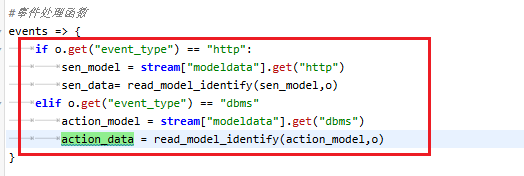 #事件处理函数
events => {
if o.get("event_type") == "http":
sen_model = stream["modeldata"].get("http")
sen_data= read_model_identify(sen_model,o)
elif o.get("event_type") == "dbms"
action_model = stream["modeldata"].get("dbms")
action_data = read_model_identify(action_model,o)
}